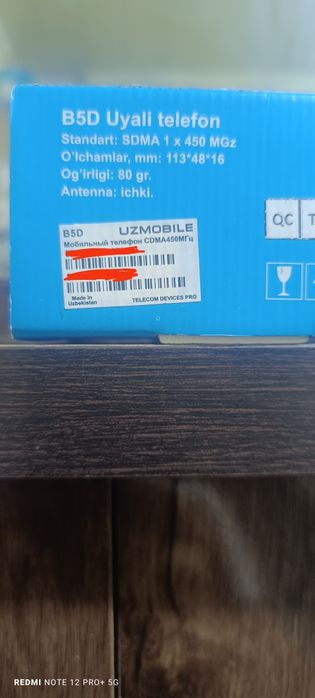 B5D Uyali telefon
Standart: SDMA 1 x 450 MGz
O'lchamlar, mm: 113*48*16
Og'irligi: 80 gr.
Antenna: ichki.
B5D UZMOBILE
Мобильный телефон CDMA450МГц
Made in
Uzbekistan
TELECOM DEVICES PRO
QC
REDMI NOTE 12 PRO+ 5G